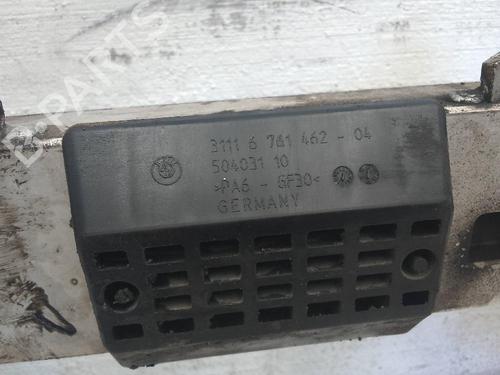 B-PARTS
3111 6 761 462 - 04
504031 10
>PA6 - GF30<
GERMANY